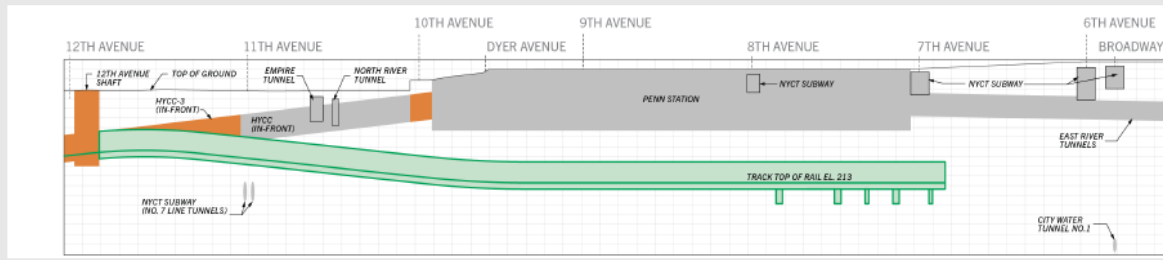 10TH AVENUE
9TH AVENUE
6TH AVENUE
12TH AVENUE
11TH AVENUE
DYER AVENUE
8TH AVENUE
7TH AVENUE
BROADWAY
12TH AVENUE
SHAFT
TOP OF GROUND
EMPIRE
TUNNEL
NORTH RIVER
TUNNEL
NYCT SUBWAY
NYCT SUBWAY
HYCC-3
(IN-FRONT)
HYCC
(IN-FRONT)
PENN STATION
EAST RIVER
TUNNELS
TRACK TOP OF RAIL EL. 213
NYCT SUBWAY
(NO. 7 LINE TUNNELS)
CITY WATER
TUNNEL NO.1